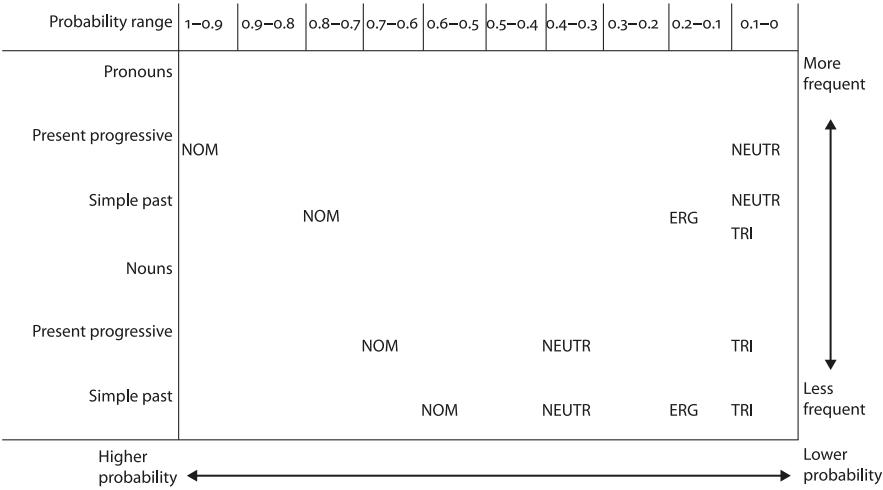 Probability range 1–0.9 0.9–0.8 0.8–0.7 0.7–0.6 0.6–0.5 0.5–0.4 0.4–0.3 0.3–0.2 0.2–0.1 0.1–0
Pronouns
More
frequent
Present progressive
NOM NEUTR
Simple past
NEUTR
NOM ERG
TRI
Nouns
Present progressive
NOM NEUTR TRI
Simple past
NOM NEUTR ERG TRI
Less
frequent
Higher
probability
Lower
probability